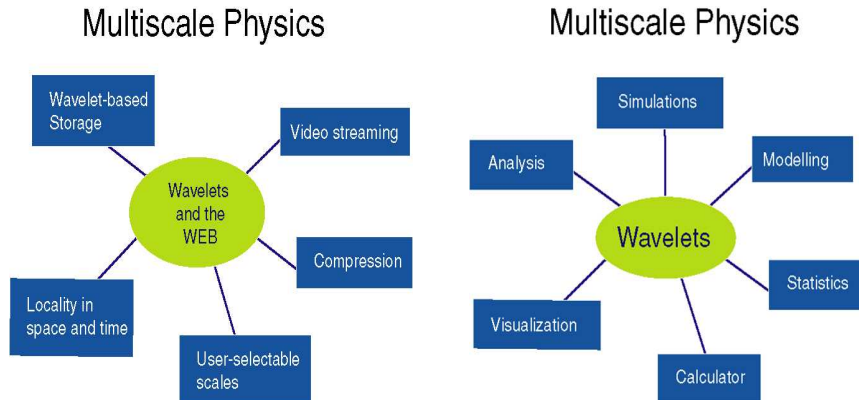 Multiscale Physics
Wavelet-based
Storage
Video streaming
Wavelets
and the
WEB
Compression
Locality in
space and time
User-selectable
scales
Multiscale Physics
Simulations
Analysis
Modelling
Wavelets
Statistics
Visualization
Calculator